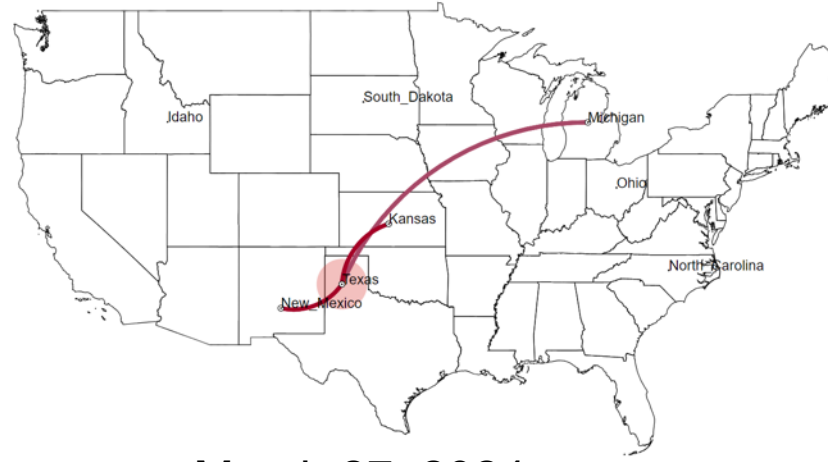 South_Dakota
Idaho
Michigan
Ohio
Kansas
North_Carolina
Texas
New_Mexico